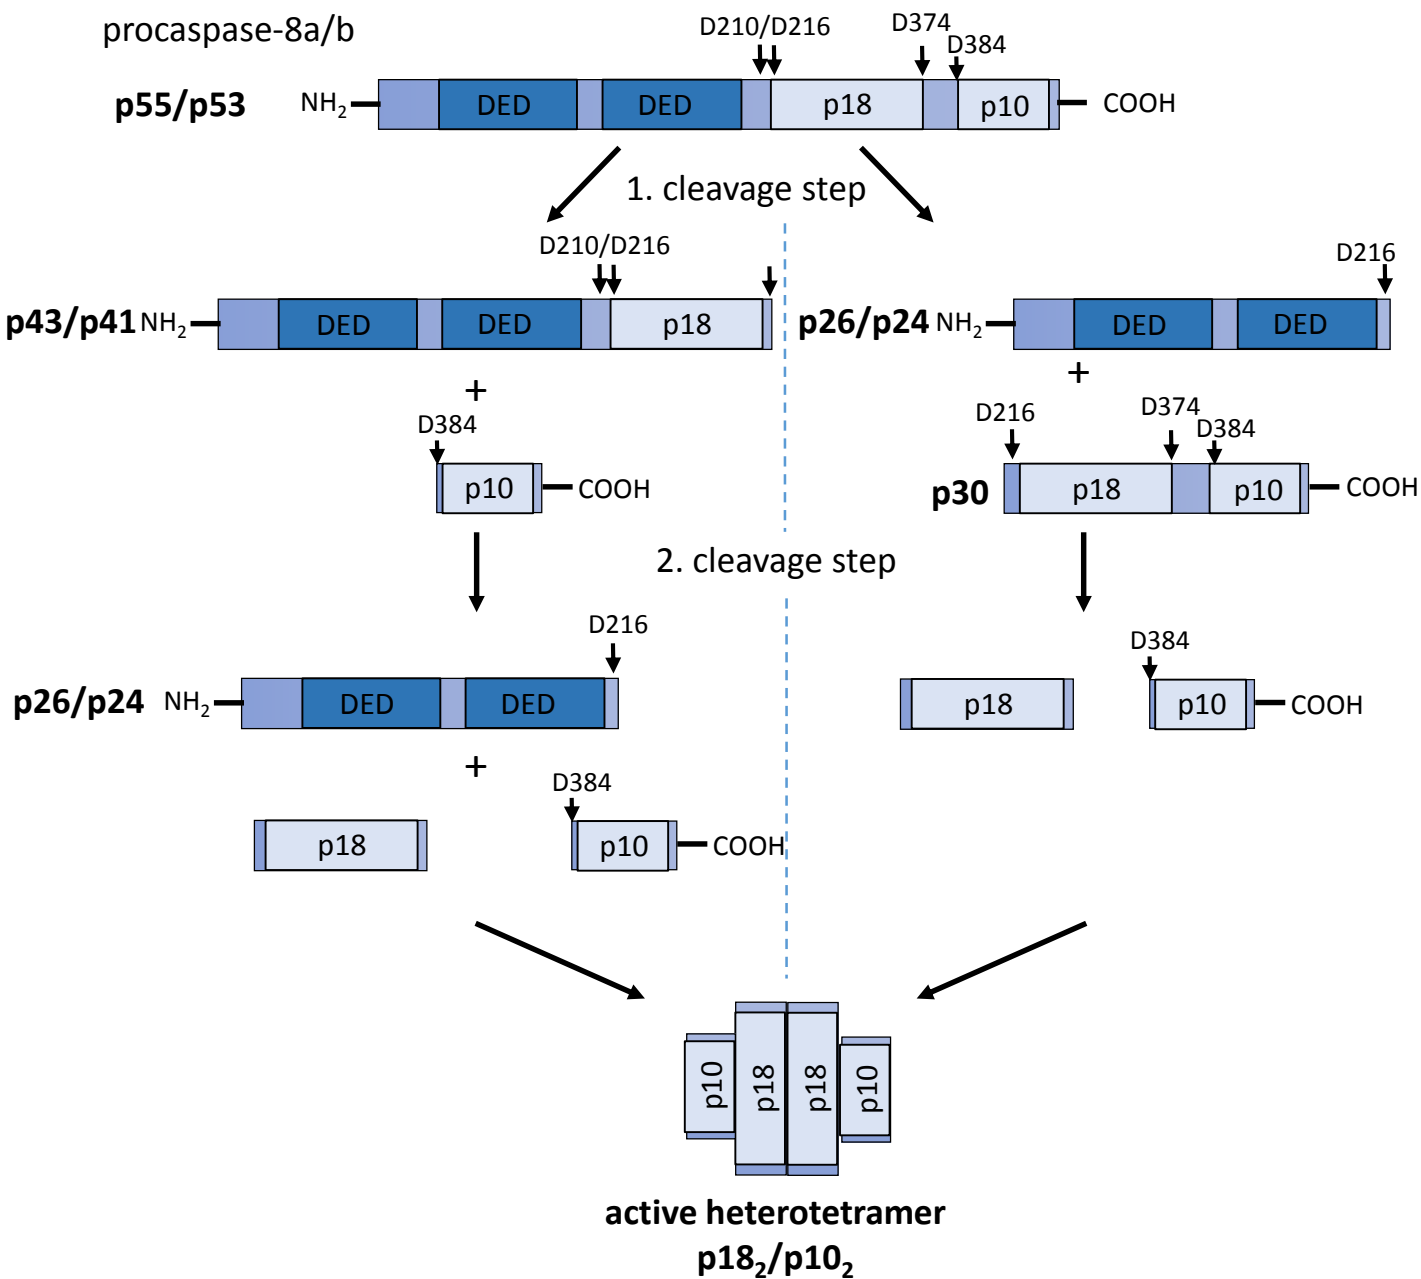 procaspase-8a/b
D210/D216
D374
D384
p55/p53
NH2
DED
DED
p18
p10
COOH
1. cleavage step
D210/D216
p43/p41
NH2
DED
DED
p18
+
D384
p10
COOH
D216
p26/p24
NH2
DED
DED
+
D216
D374
D384
p30
p18
p10
COOH
2. cleavage step
D216
p26/p24
NH2
DED
DED
+
D384
p18
p10
COOH
D384
p18
p10
COOH
p10
p18
p18
p10
active heterotetramer
p182/p102